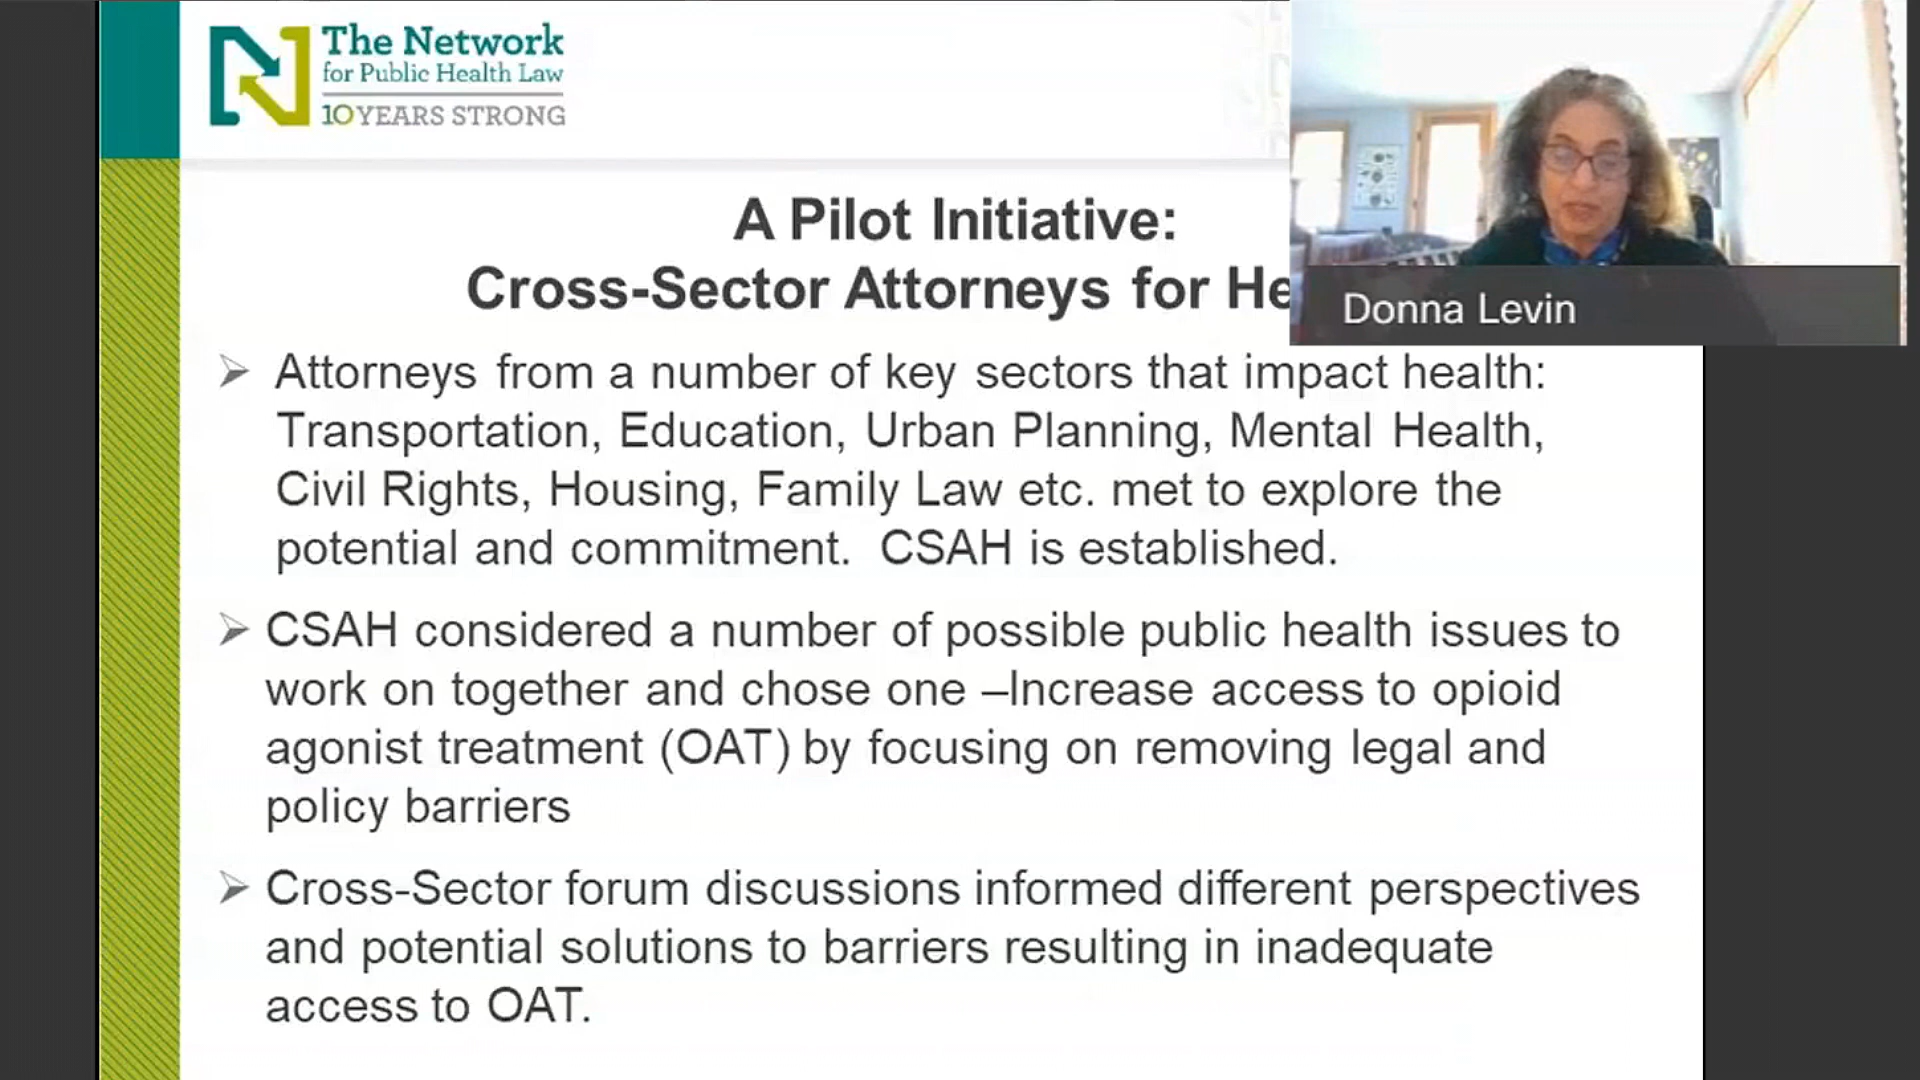 The Network
for Public Health Law
10 YEARS STRONG
A Pilot Initiative:
Cross-Sector Attorneys for He
Donna Levin
➢ Attorneys from a number of key sectors that impact health:
Transportation, Education, Urban Planning, Mental Health,
Civil Rights, Housing, Family Law etc. met to explore the
potential and commitment.  CSAH is established.
➢ CSAH considered a number of possible public health issues to
work on together and chose one –Increase access to opioid
agonist treatment (OAT) by focusing on removing legal and
policy barriers
➢ Cross-Sector forum discussions informed different perspectives
and potential solutions to barriers resulting in inadequate
access to OAT.